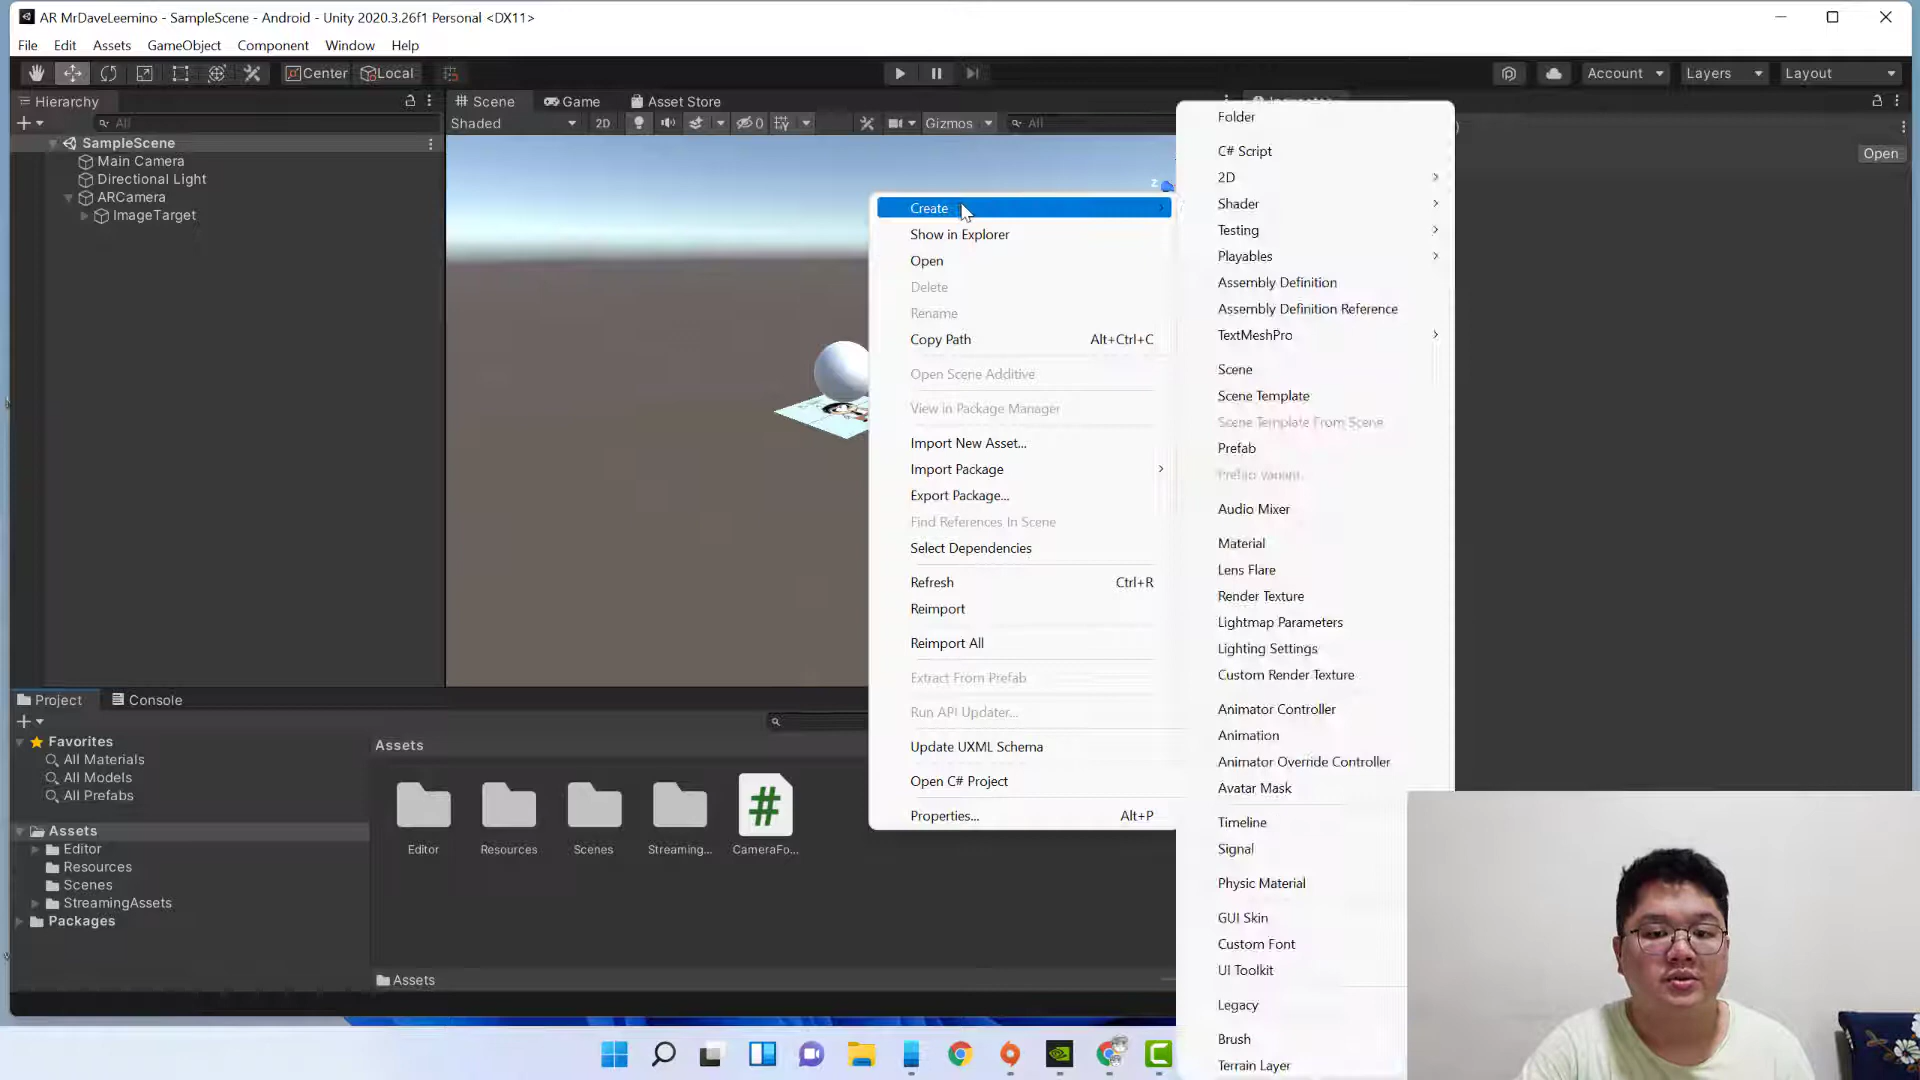 AR MrDaveLeemino - SampleScene - Android - Unity 2020.3.26f1 Personal <DX11>
File Edit Assets GameObject Component Window Help
Center Local Account Layers Layout
Hierarchy Scene Game Asset Store
All Shaded 2D 0 Gizmos All
SampleScene
Main Camera
Directional Light
ARCamera
ImageTarget
Open
z
Create
Show in Explorer
Open
Delete
Rename
Copy Path Alt+Ctrl+C
Open Scene Additive
View in Package Manager
Import New Asset...
Import Package
Export Package...
Find References In Scene
Select Dependencies
Refresh Ctrl+R
Reimport
Reimport All
Extract From Prefab
Run API Updater...
Update UXML Schema
Open C# Project
Properties... Alt+P
Folder
C# Script
2D
Shader
Testing
Playables
Assembly Definition
Assembly Definition Reference
TextMeshPro
Scene
Scene Template
Scene Template From Scene
Prefab
Prefab Variant
Audio Mixer
Material
Lens Flare
Render Texture
Lightmap Parameters
Lighting Settings
Custom Render Texture
Animator Controller
Animation
Animator Override Controller
Avatar Mask
Timeline
Signal
Physic Material
GUI Skin
Custom Font
UI Toolkit
Legacy
Brush
Terrain Layer
Project Console
Favorites
All Materials
All Models
All Prefabs
Assets
Editor
Resources
Scenes
StreamingAssets
Packages
Assets
Editor Resources Scenes Streaming... CameraFo...
Assets